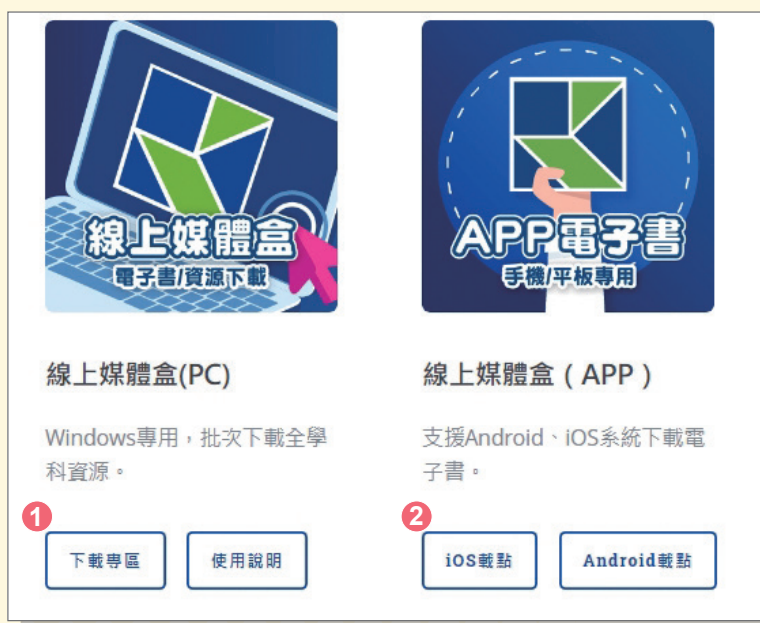 線上媒體盒
電子書/資源下載
線上媒體盒(PC)
Windows專用，批次下載全學
科資源。
1
下載專區
使用說明
APP電子書
手機/平板專用
線上媒體盒（APP）
支援Android、iOS系統下載電
子書。
2
iOS載點
Android載點